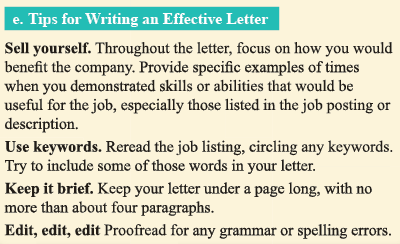 e. Tips for Writing an Effective Letter
Sell yourself. Throughout the letter, focus on how you would
benefit the company. Provide specific examples of times
when you demonstrated skills or abilities that would be
useful for the job, especially those listed in the job posting or
description.
Use keywords. Reread the job listing, circling any keywords.
Try to include some of those words in your letter.
Keep it brief. Keep your letter under a page long, with no
more than about four paragraphs.
Edit, edit, edit Proofread for any grammar or spelling errors.